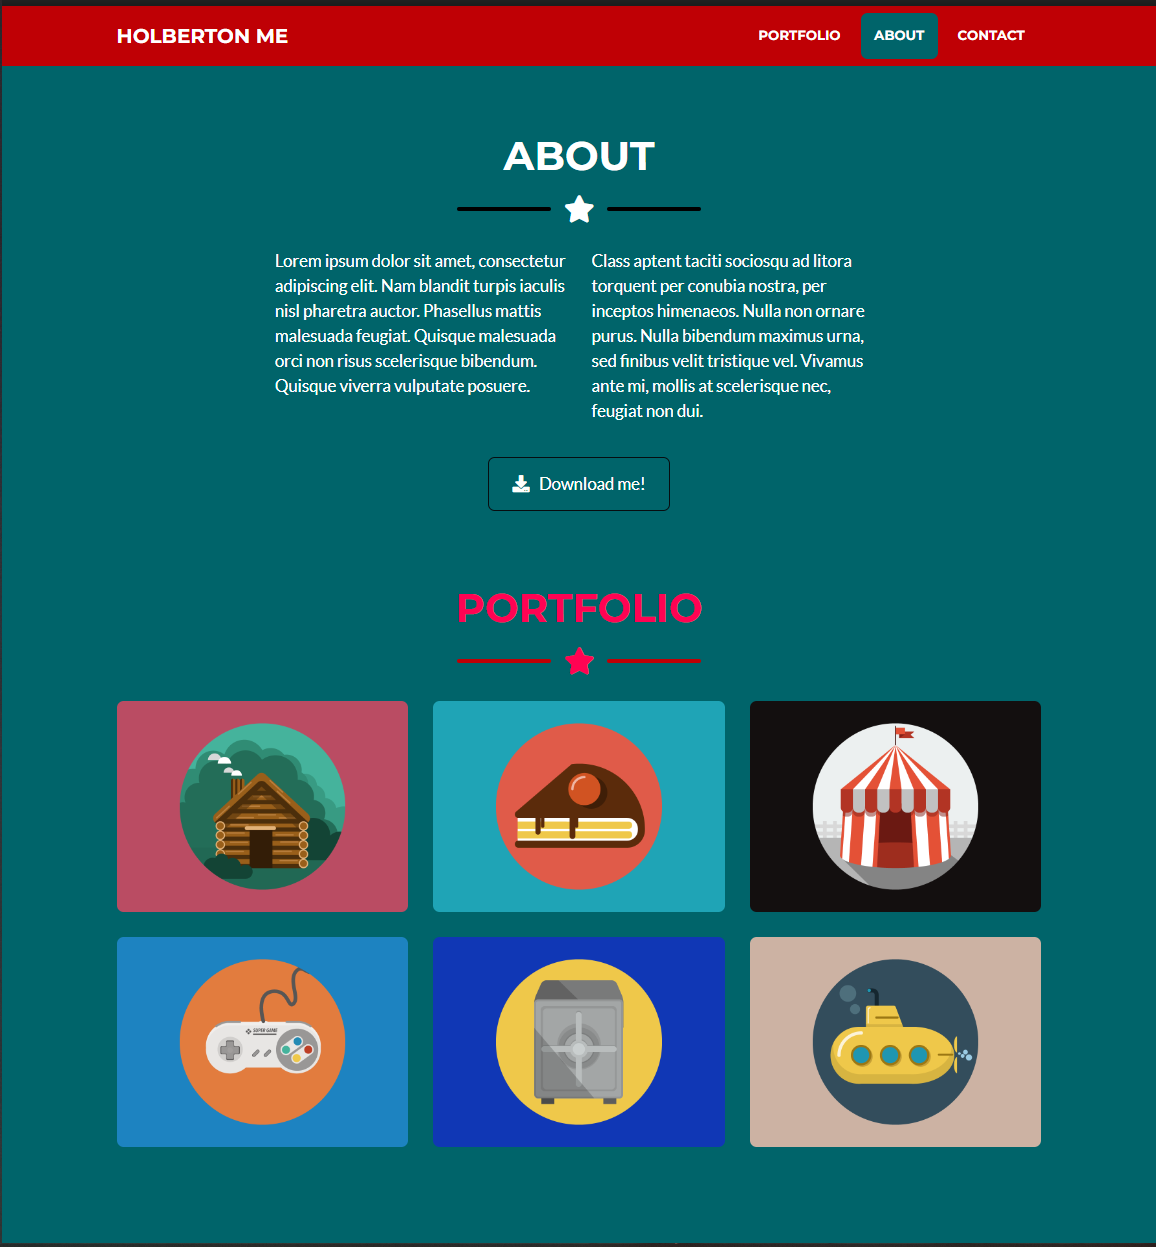 HOLBERTON ME
PORTFOLIO
ABOUT
CONTACT
ABOUT
Lorem ipsum dolor sit amet, consectetur
adipiscing elit. Nam blandit turpis iaculis
nisl pharetra auctor. Phasellus mattis
malesuada feugiat. Quisque malesuada
orci non risus scelerisque bibendum.
Quisque viverra vulputate posuere.
Class aptent taciti sociosqu ad litora
torquent per conubia nostra, per
inceptos himenaeos. Nulla non ornare
purus. Nulla bibendum maximus urna,
sed finibus velit tristique vel. Vivamus
ante mi, mollis at scelerisque nec,
feugiat non dui.
Download me!
PORTFOLIO
SUPER GAME